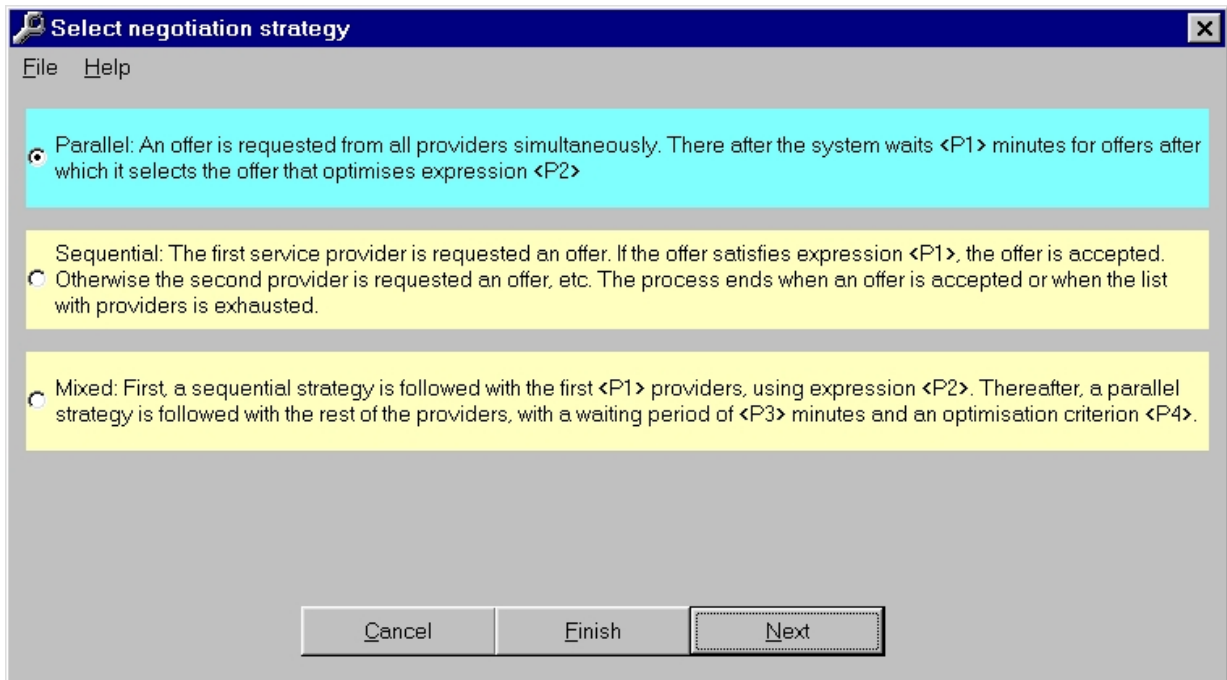 Select negotiation strategy
File Help
Parallel: An offer is requested from all providers simultaneously. There after the system waits <P1> minutes for offers after
which it selects the offer that optimises expression <P2>
Sequential: The first service provider is requested an offer. If the offer satisfies expression <P1>, the offer is accepted.
Otherwise the second provider is requested an offer, etc. The process ends when an offer is accepted or when the list
with providers is exhausted.
Mixed: First, a sequential strategy is followed with the first <P1> providers, using expression <P2>. Thereafter, a parallel
strategy is followed with the rest of the providers, with a waiting period of <P3> minutes and an optimisation criterion <P4>.
Cancel Finish Next